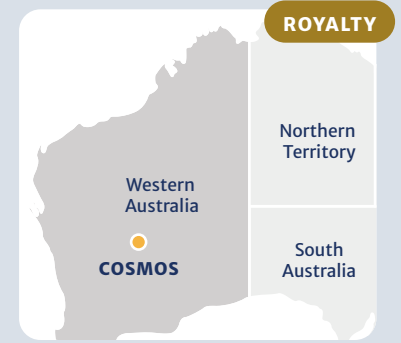 ROYALTY
Northern
Territory
Western
Australia
COSMOS
South
Australia